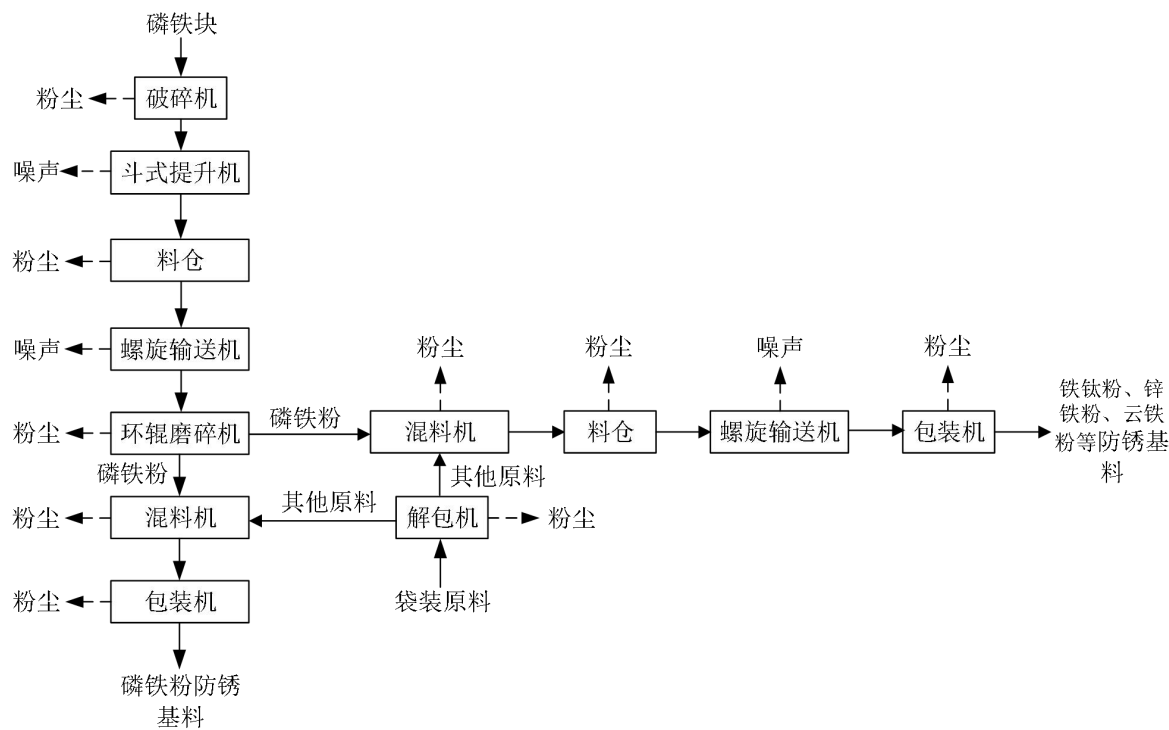 磷铁块
粉尘
破碎机
噪声
斗式提升机
粉尘
料仓
噪声
螺旋输送机
粉尘
粉尘
噪声
粉尘
粉尘
环辊磨碎机
磷铁粉
混料机
料仓
螺旋输送机
包装机
铁钛粉、锌
铁粉、云铁
粉等防锈基
料
磷铁粉
其他原料
其他原料
粉尘
混料机
解包机
粉尘
粉尘
包装机
袋装原料
磷铁粉防锈
基料